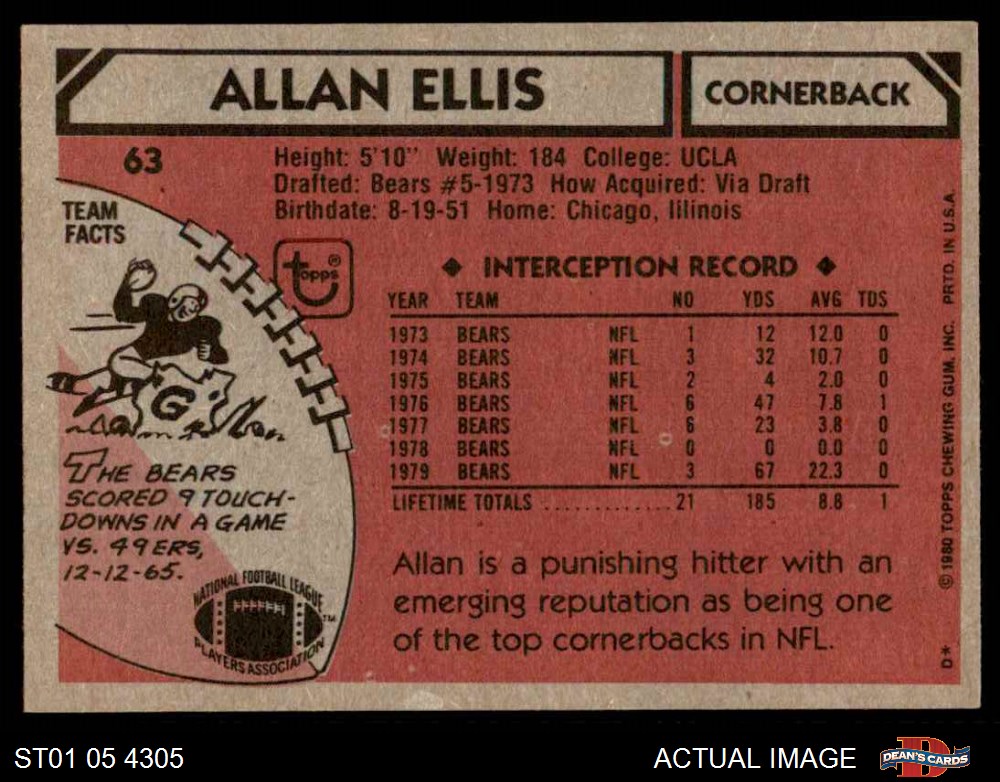 ALLAN ELLIS CORNERBACK
63
Height: 5'10" Weight: 184 College: UCLA
Drafted: Bears #5-1973 How Acquired: Via Draft
Birthdate: 8-19-51 Home: Chicago, Illinois
TEAM
FACTS
G
THE BEARS
SCORED 9 TOUCH-
DOWNS IN A GAME
VS. 49ERS,
12-12-65.
NATIONAL FOOTBALL LEAGUE
PLAYERS ASSOCIATION
TM
topps®
◆ INTERCEPTION RECORD ◆
YEAR TEAM NO YDS AVG TDS
1973 BEARS NFL 1 12 12.0 0
1974 BEARS NFL 3 32 10.7 0
1975 BEARS NFL 2 4 2.0 0
1976 BEARS NFL 6 47 7.8 1
1977 BEARS NFL 6 23 3.8 0
1978 BEARS NFL 0 0 0.0 0
1979 BEARS NFL 3 67 22.3 0
LIFETIME TOTALS ............. 21 185 8.8 1
Allan is a punishing hitter with an
emerging reputation as being one
of the top cornerbacks in NFL.
D* © 1980 TOPPS CHEWING GUM, INC. PRTD. IN U.S.A.
ST01 05 4305
ACTUAL IMAGE
D
DEAN'S CARDS